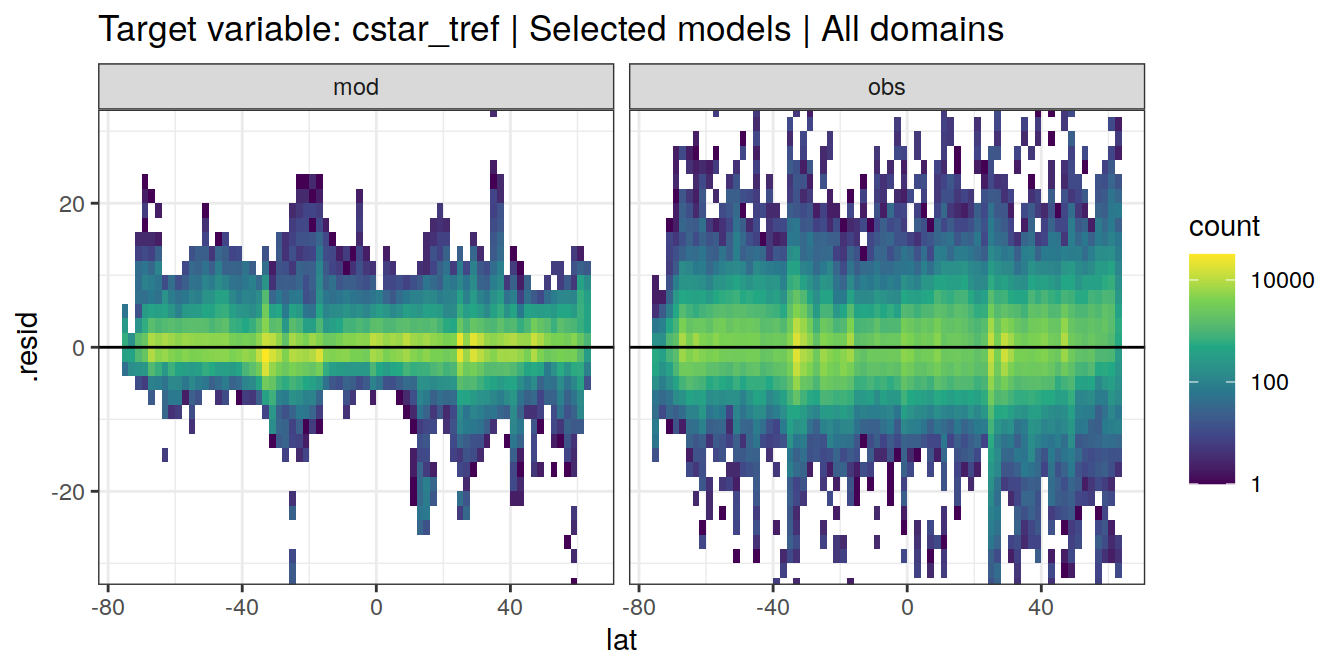 Target variable: cstar_tref | Selected models | All domains
mod
obs
.resid
20
0
-20
-80
-40
0
40
-80
-40
0
40
lat
count
10000
100
1